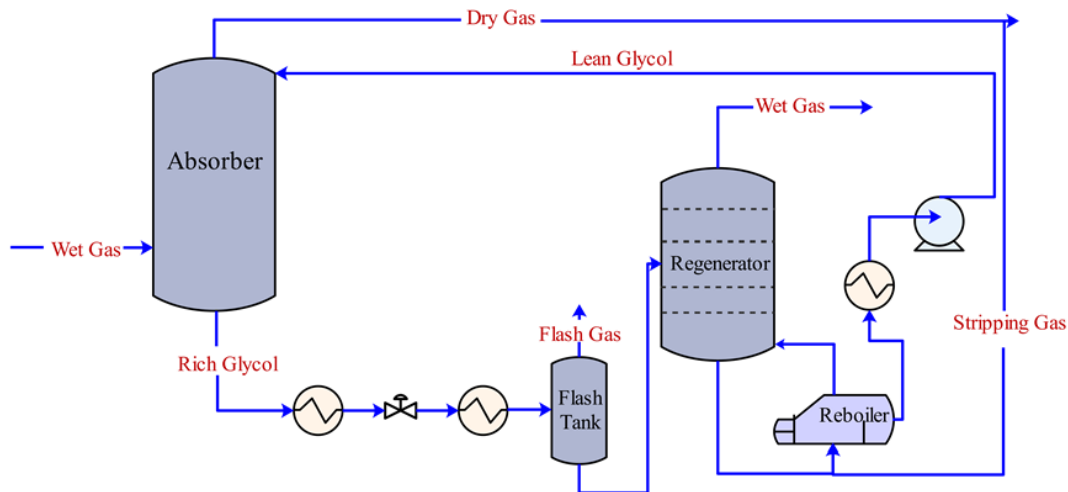 Dry Gas
Lean Glycol
Wet Gas
Absorber
Wet Gas
Regenerator
Stripping Gas
Flash Gas
Rich Glycol
Flash
Tank
Reboiler